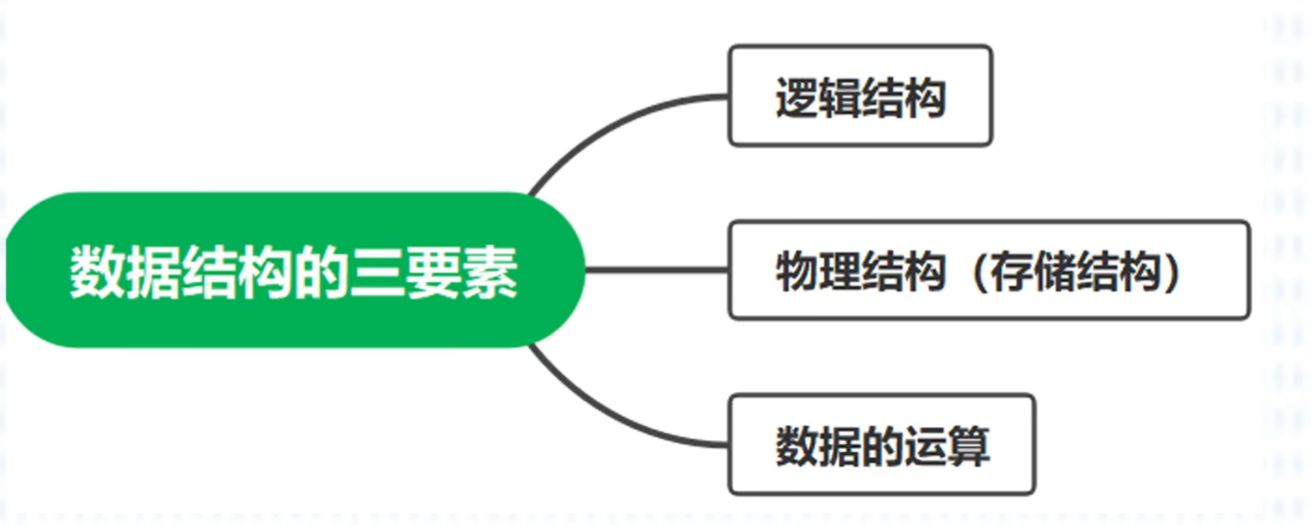 逻辑结构
数据结构的三要素
物理结构（存储结构）
数据的运算